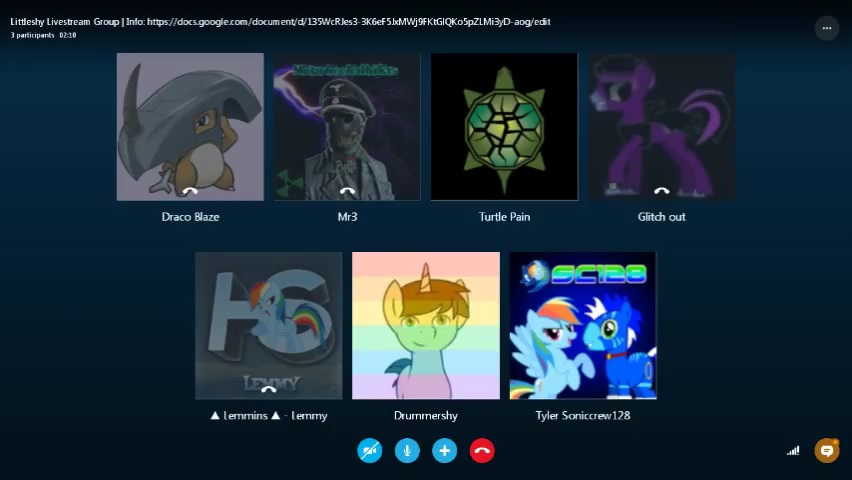 Littleshy Livestream Group | Info: https://docs.google.com/document/d/135WcRJes3-3K6eF5JxMWj9FKtGIQKo5pZLMi3yD-aog/edit
3 participants 02:10
Draco Blaze
Mr3
Turtle Pain
Glitch out
HS
LEMMY
SC128
▲ Lemmins ▲ - Lemmy
Drummershy
Tyler Soniccrew128